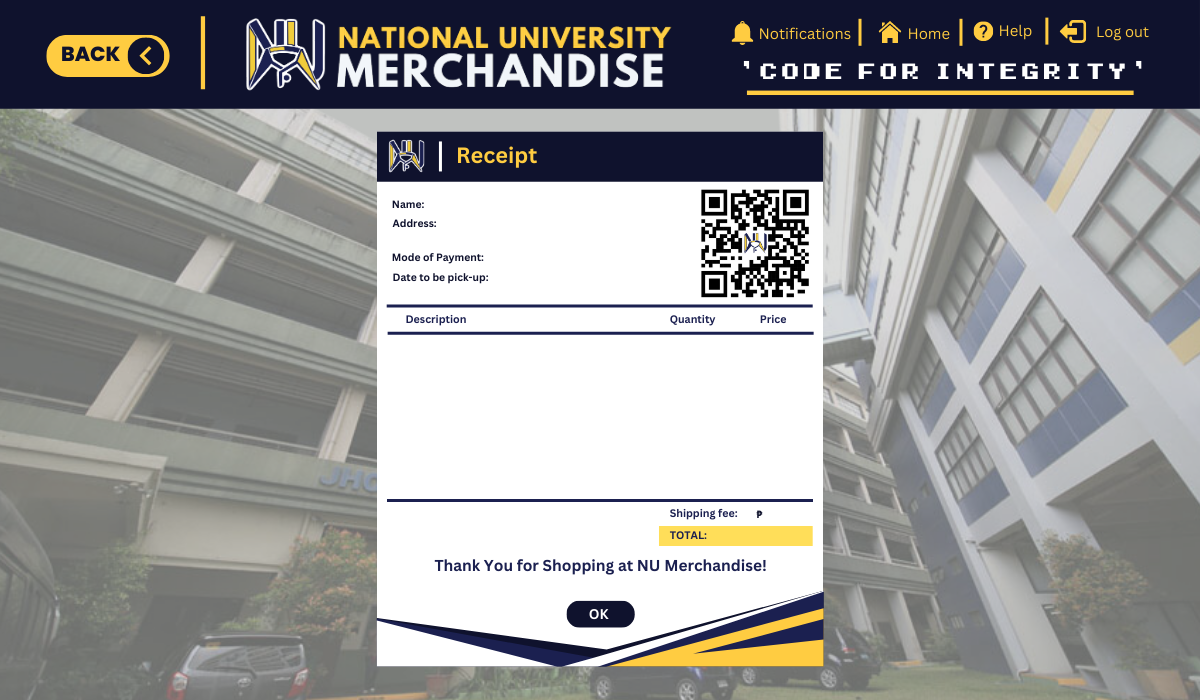 BACK
NATIONAL UNIVERSITY
MERCHANDISE
Notifications
Home
Help
Log out
'CODE FOR INTEGRITY'
Receipt
Name:
Address:
Mode of Payment:
Date to be pick-up:
Description Quantity Price
JHO
Shipping fee: ₱
TOTAL:
Thank You for Shopping at NU Merchandise!
OK